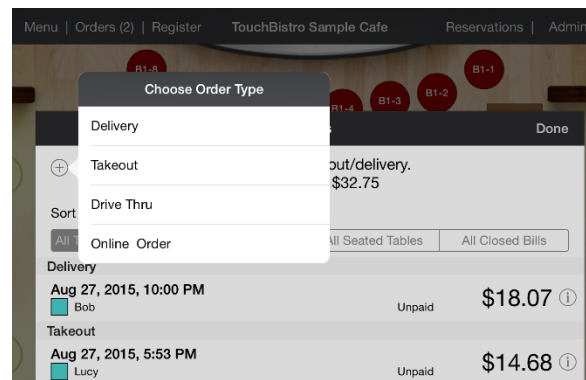 Menu | Orders (2) | Register TouchBistro Sample Cafe Reservations | Admin
B1-8 B1-1
Choose Order Type
B1-4 B1-3 B1-2
Delivery
s Done
Takeout
out/delivery.
$32.75
Drive Thru
Sort
Online Order
All T All Seated Tables All Closed Bills
Delivery
Aug 27, 2015, 10:00 PM
Bob Unpaid $18.07
Takeout
Aug 27, 2015, 5:53 PM
Lucy Unpaid $14.68